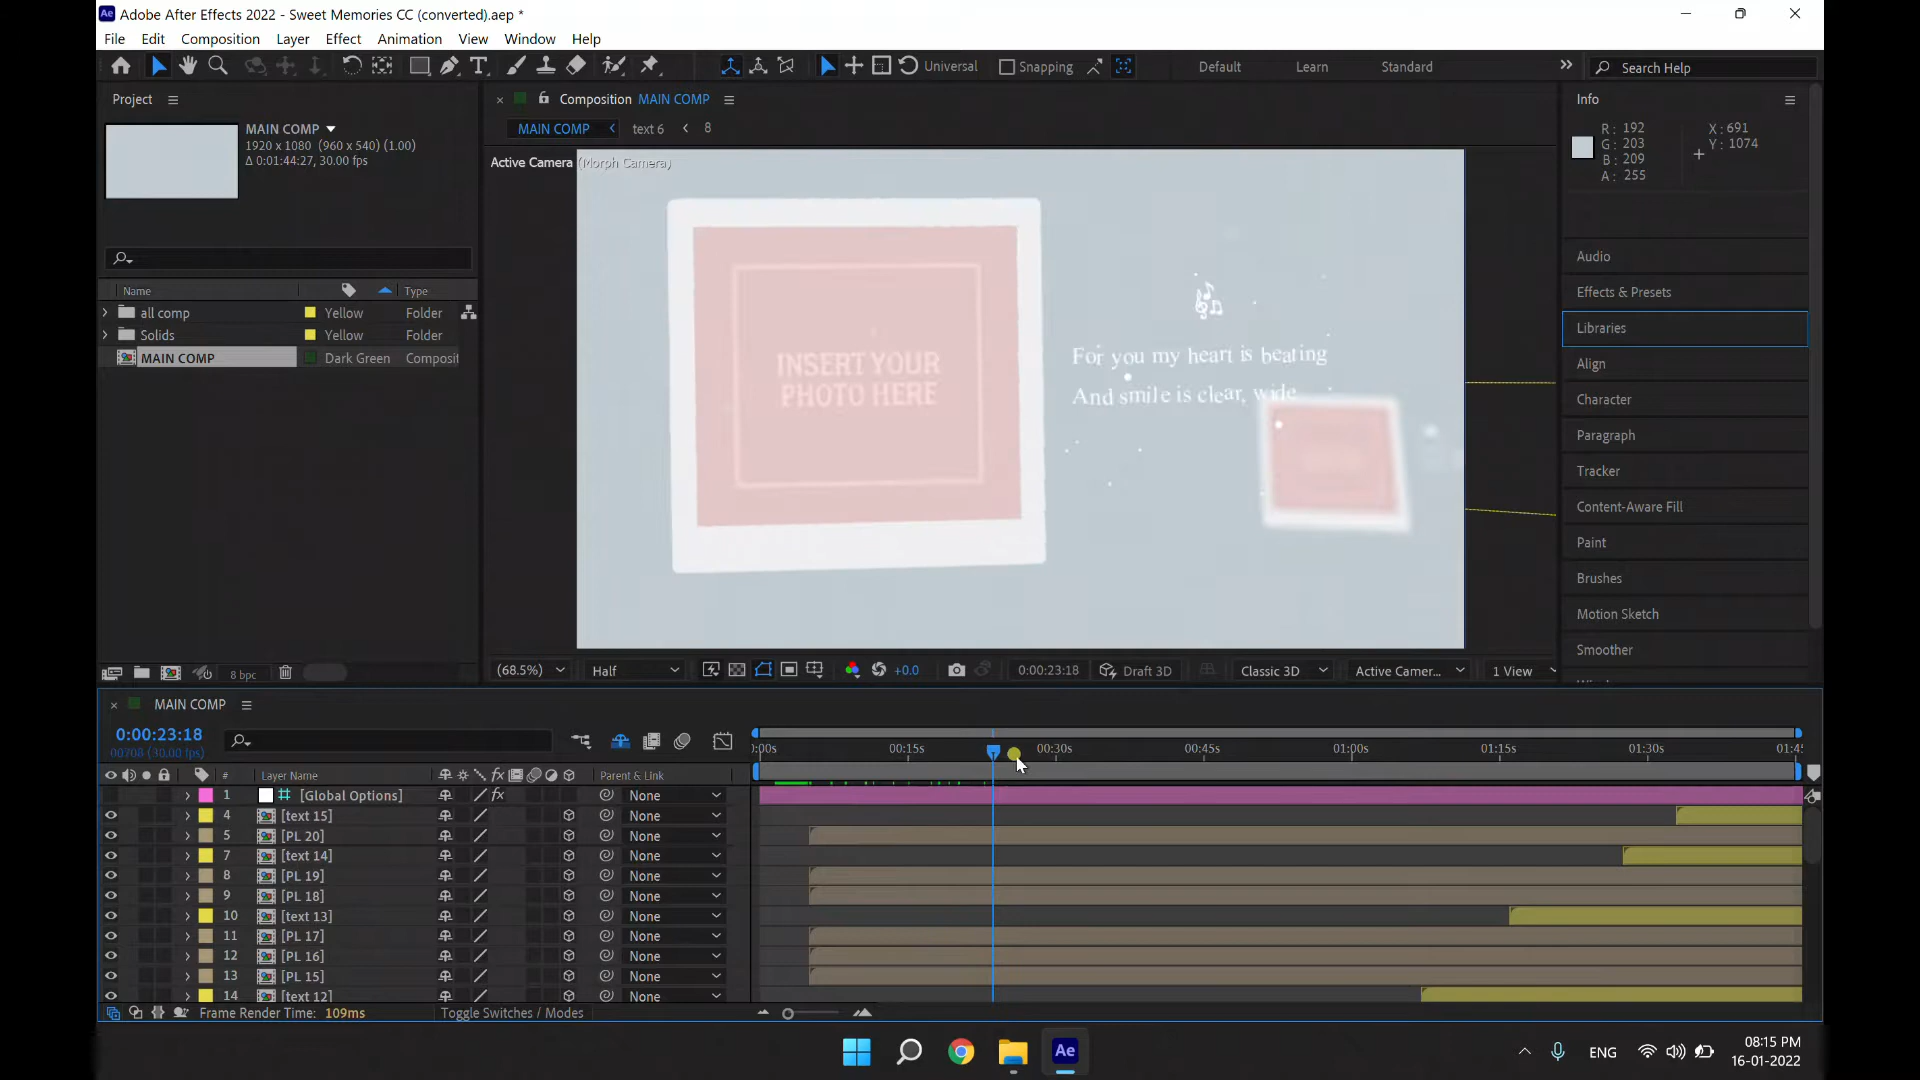 Adobe After Effects 2022 - Sweet Memories CC (converted).aep *
File Edit Composition Layer Effect Animation View Window Help
Universal Snapping Default Learn Standard Search Help
Project
MAIN COMP
1920 x 1080 (960 x 540) (1.00)
Δ 0:01:44:27, 30.00 fps
Name Type
all comp Yellow Folder
Solids Yellow Folder
MAIN COMP Dark Green Composit
8 bpc
Composition MAIN COMP
MAIN COMP text 6 8
Active Camera (Morph Camera)
INSERT YOUR
PHOTO HERE
For you my heart is beating
And smile is clear, wide
(68.5%) Half +0.0 0:00:23:18 Draft 3D Classic 3D Active Camer... 1 View
Info
R: 192
G: 203
B: 209
A: 255
X: 691
Y: 1074
Audio
Effects & Presets
Libraries
Align
Character
Paragraph
Tracker
Content-Aware Fill
Paint
Brushes
Motion Sketch
Smoother
MAIN COMP
0:00:23:18
00708 (30.00 fps)
:00s 00:15s 00:30s 00:45s 01:00s 01:15s 01:30s 01:45
# Layer Name Parent & Link
1 [Global Options] None
4 [text 15] None
5 [PL 20] None
7 [text 14] None
8 [PL 19] None
9 [PL 18] None
10 [text 13] None
11 [PL 17] None
12 [PL 16] None
13 [PL 15] None
14 [text 12] None
Frame Render Time: 109ms Toggle Switches / Modes
Ae
ENG
08:15 PM
16-01-2022